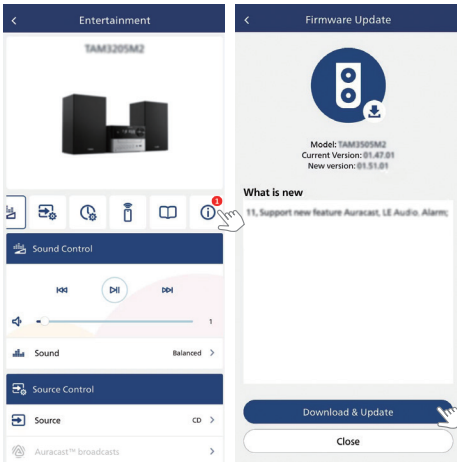 Entertainment
TAM3205M2
1
Sound Control
1
Sound
Balanced
Source Control
Source
CD
Auracast™ broadcasts
Firmware Update
Model: TAM3505M2
Current Version: 01.47.01
New version: 01.51.01
What is new
11, Support new feature Auracast, LE Audio. Alarm;
Download & Update
Close